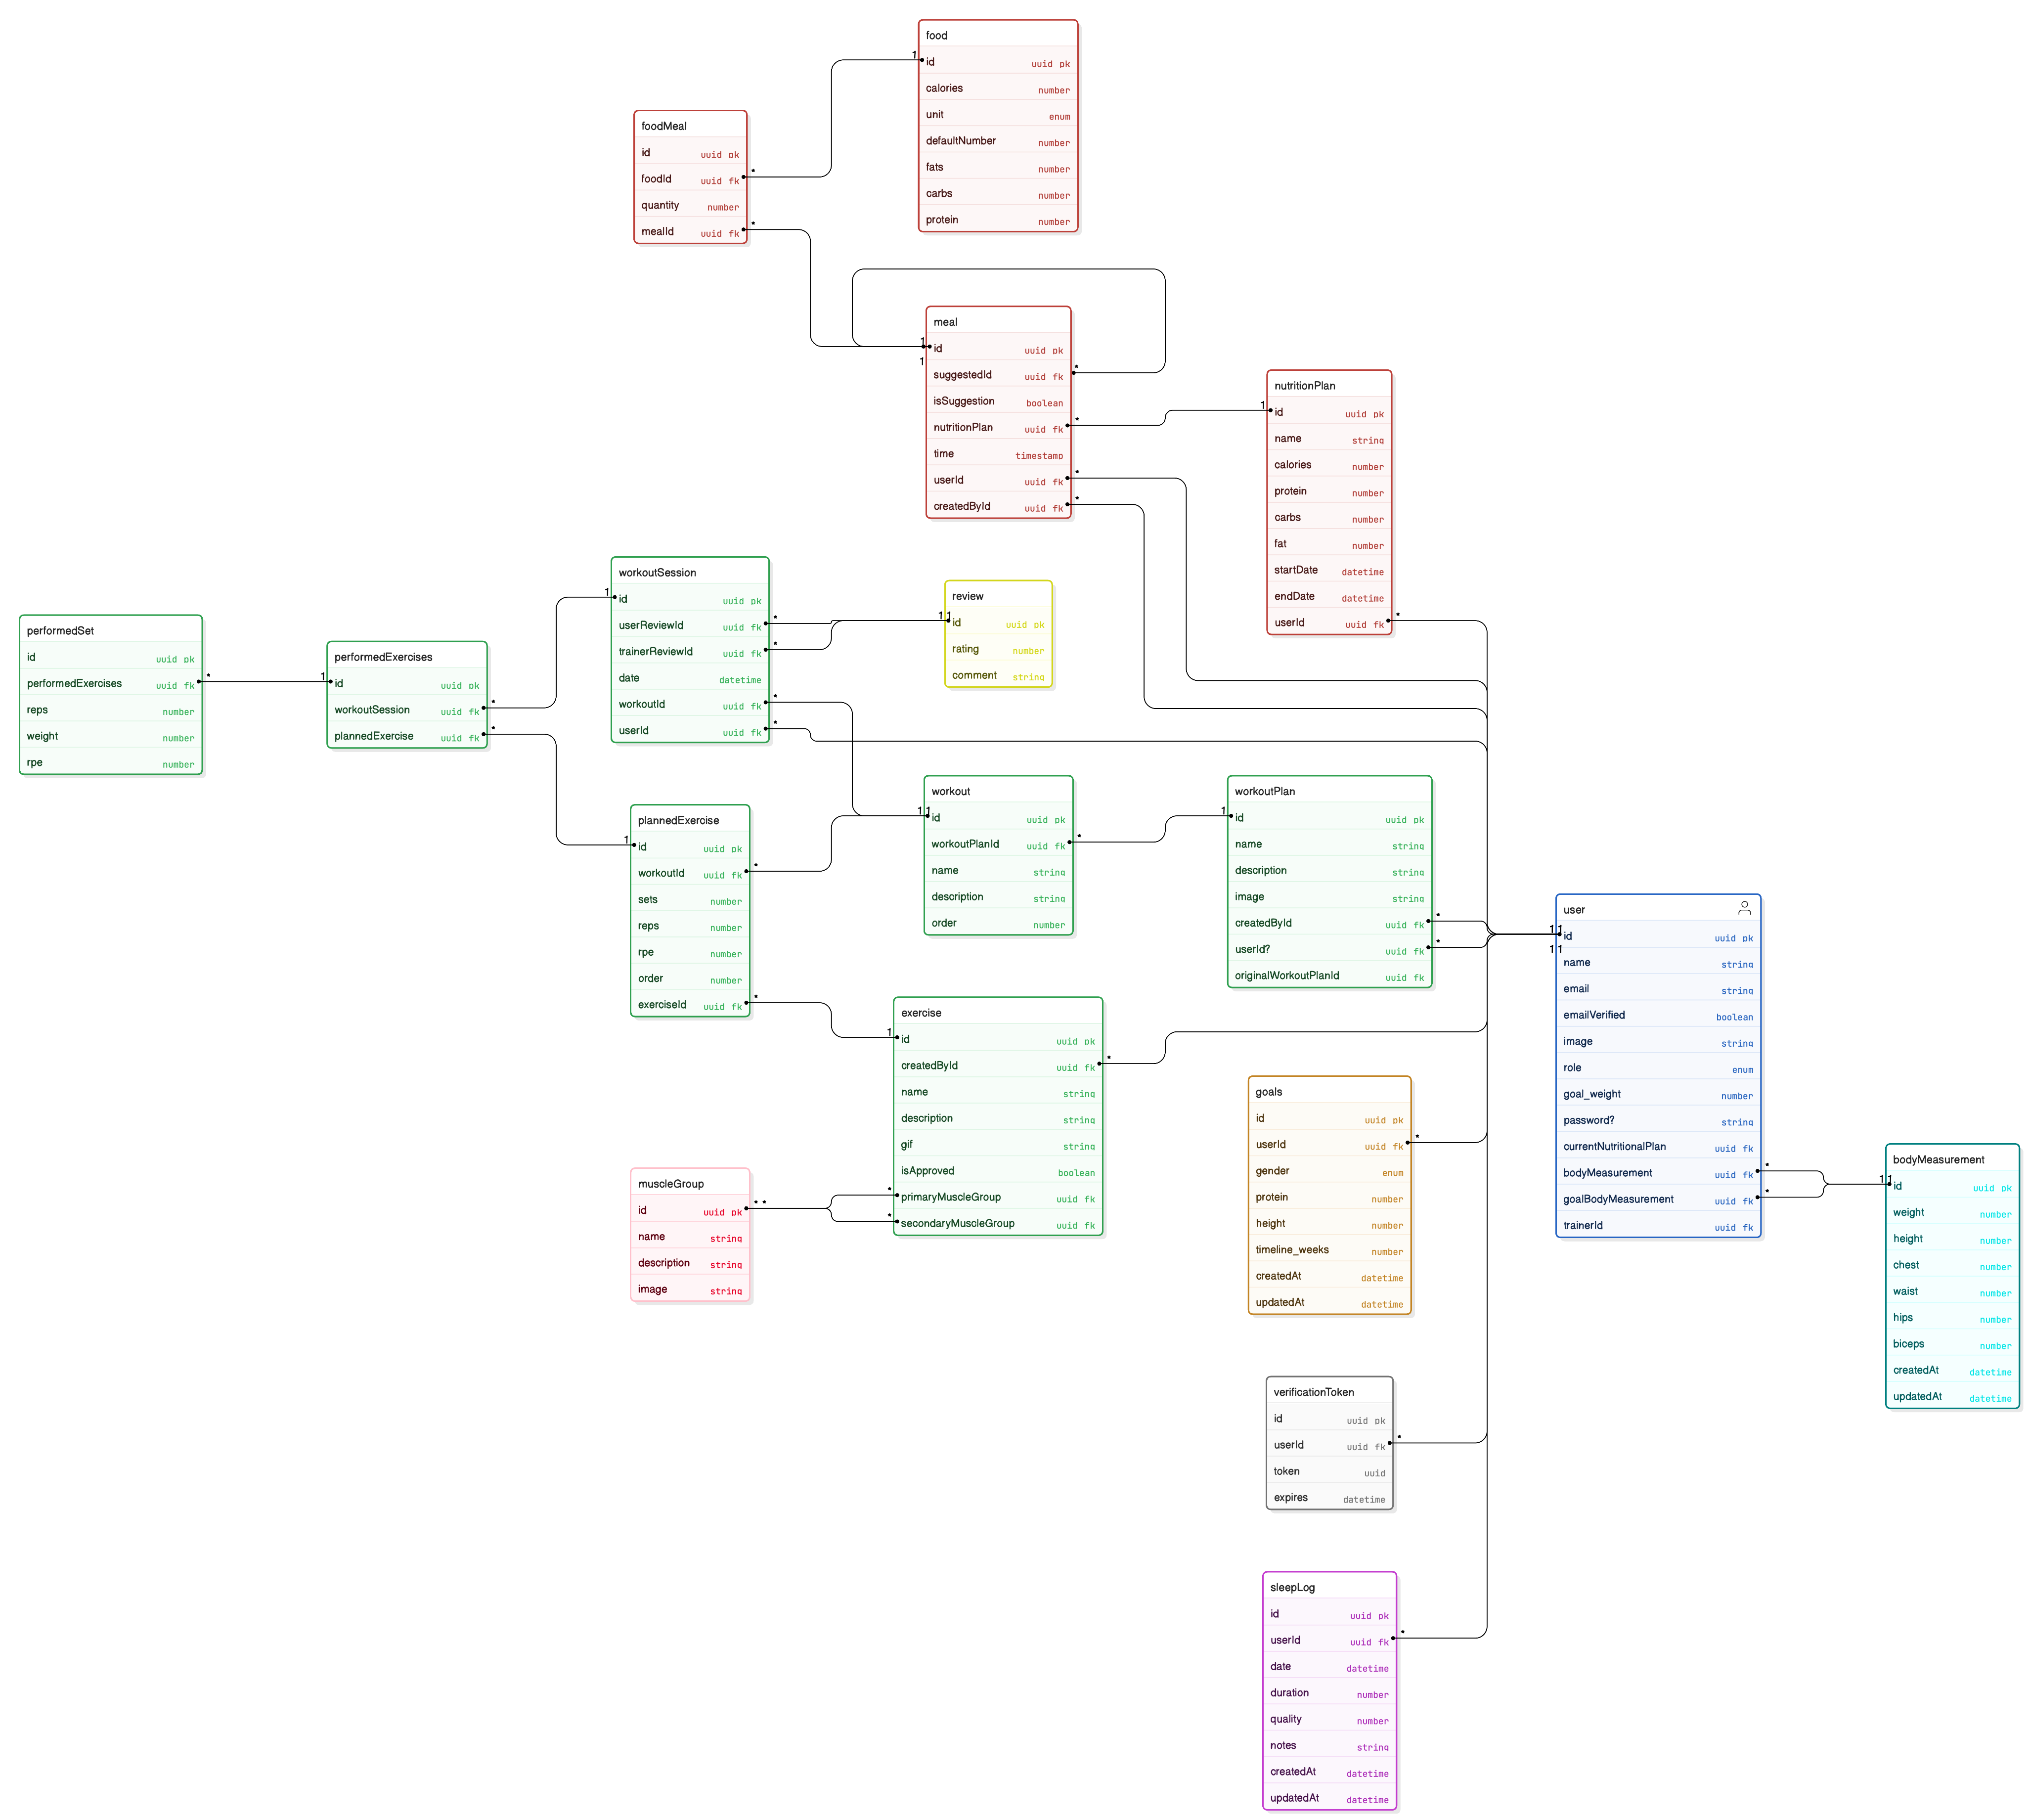 food
id uuid pk
calories number
unit enum
defaultNumber number
fats number
carbs number
protein number
foodMeal
id uuid pk
foodId uuid fk
quantity number
mealId uuid fk
meal
id uuid pk
suggestedId uuid fk
isSuggestion boolean
nutritionPlan uuid fk
time timestamp
userId uuid fk
createdById uuid fk
nutritionPlan
id uuid pk
name string
calories number
protein number
carbs number
fat number
startDate datetime
endDate datetime
userId uuid fk
workoutSession
id uuid pk
userReviewId uuid fk
trainerReviewId uuid fk
date datetime
workoutId uuid fk
userId uuid fk
review
id uuid pk
rating number
comment string
performedSet
id uuid pk
performedExercises uuid fk
reps number
weight number
rpe number
performedExercises
id uuid pk
workoutSession uuid fk
plannedExercise uuid fk
plannedExercise
id uuid pk
workoutId uuid fk
sets number
reps number
rpe number
order number
exerciseId uuid fk
workout
id uuid pk
workoutPlanId uuid fk
name string
description string
order number
workoutPlan
id uuid pk
name string
description string
image string
createdById uuid fk
userId? uuid fk
originalWorkoutPlanId uuid fk
user
id uuid pk
name string
email string
emailVerified boolean
image string
role enum
goal_weight number
password? string
currentNutritionalPlan uuid fk
bodyMeasurement uuid fk
goalBodyMeasurement uuid fk
trainerId uuid fk
exercise
id uuid pk
createdById uuid fk
name string
description string
gif string
isApproved boolean
primaryMuscleGroup uuid fk
secondaryMuscleGroup uuid fk
muscleGroup
id uuid pk
name string
description string
image string
goals
id uuid pk
userId uuid fk
gender enum
protein number
height number
timeline_weeks number
createdAt datetime
updatedAt datetime
bodyMeasurement
id uuid pk
weight number
height number
chest number
waist number
hips number
biceps number
createdAt datetime
updatedAt datetime
verificationToken
id uuid pk
userId uuid fk
token uuid
expires datetime
sleepLog
id uuid pk
userId uuid fk
date datetime
duration number
quality number
notes string
createdAt datetime
updatedAt datetime